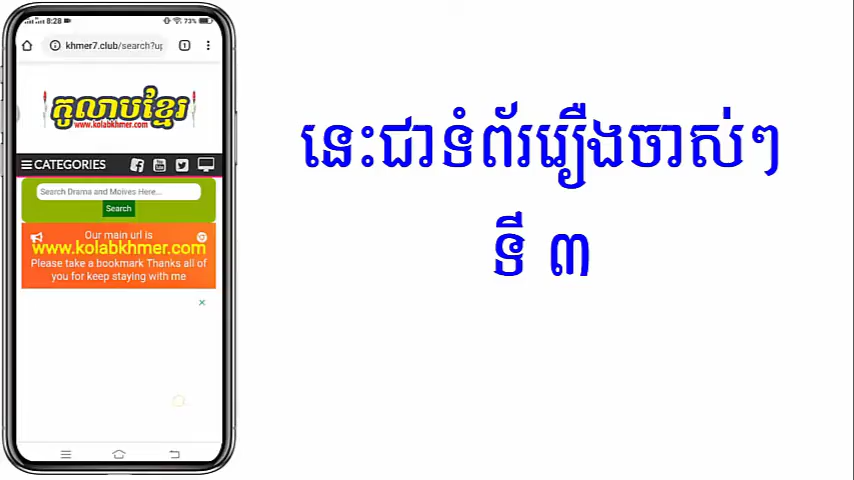 8:28
73%
khmer7.club/search?up
1
កូលាបខ្មែរ
www.kolabkhmer.com
CATEGORIES
Search Drama and Moives Here...
Search
Our main url is
www.kolabkhmer.com
Please take a bookmark Thanks all of
you for keep staying with me
នេះជាទំព័ររឿងចាស់ៗ
ទី ៣